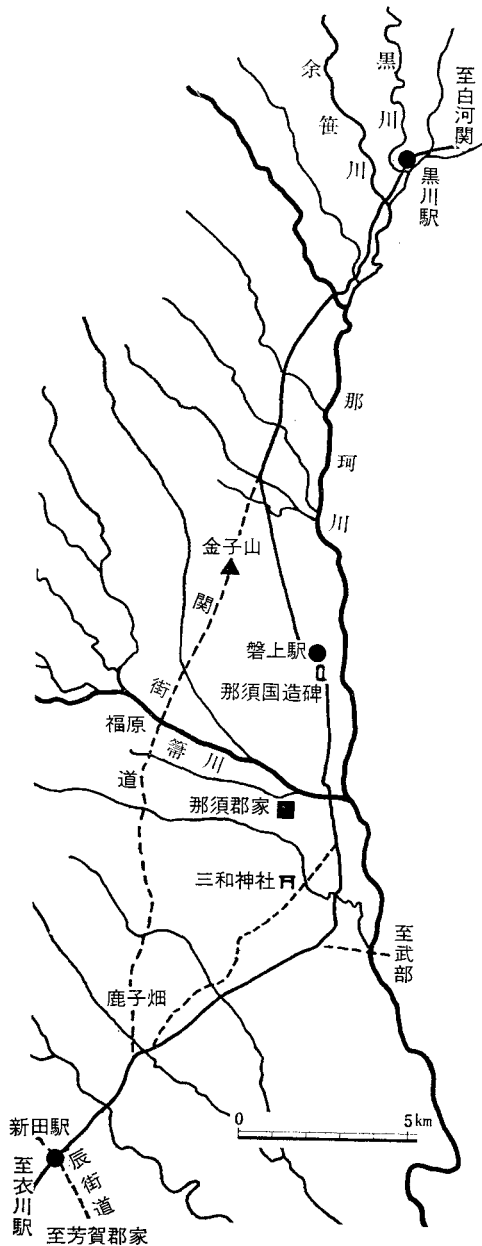 余笹川
黒川
至白河関
黒川駅
那珂川
金子山
関街道
磐上駅
那須国造碑
福原
箒川
那須郡家
三和神社
至武部
鹿子畑
0 5km
新田駅
辰街道
至衣川駅
至芳賀郡家